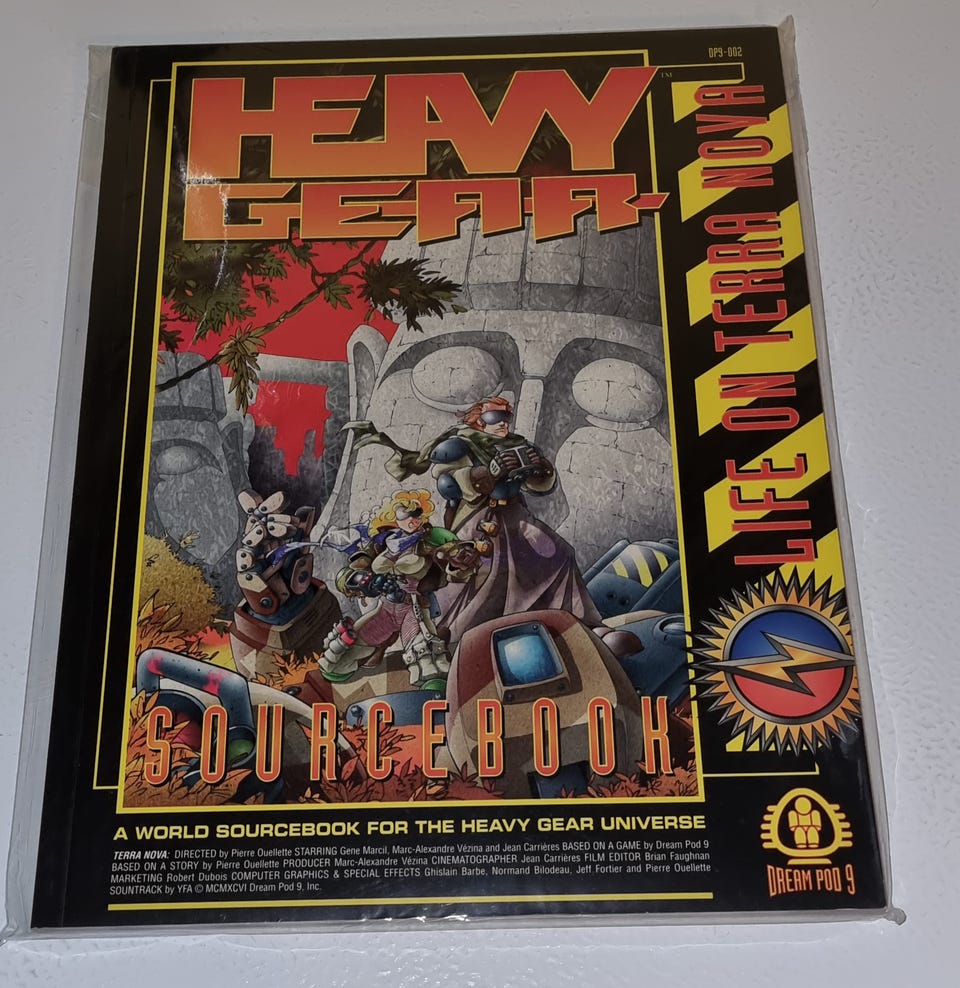 DP9-002
HEAVY
GEAR
TM
LIFE ON TERRA NOVA
SOURCEBOOK
A WORLD SOURCEBOOK FOR THE HEAVY GEAR UNIVERSE
TERRA NOVA: DIRECTED by Pierre Ouellette STARRING Gene Marcil, Marc-Alexandre Vézina and Jean Carrières BASED ON A GAME by Dream Pod 9
BASED ON A STORY by Pierre Ouellette PRODUCER Marc-Alexandre Vézina CINEMATOGRAPHER Jean Carrières FILM EDITOR Brian Faughnan
MARKETING Robert Dubois COMPUTER GRAPHICS & SPECIAL EFFECTS Ghislain Barbe, Normand Bilodeau, Jeff Fortier and Pierre Ouellette
SOUNTRACK by YFA © MCMXCVI Dream Pod 9, Inc.
DREAM POD 9